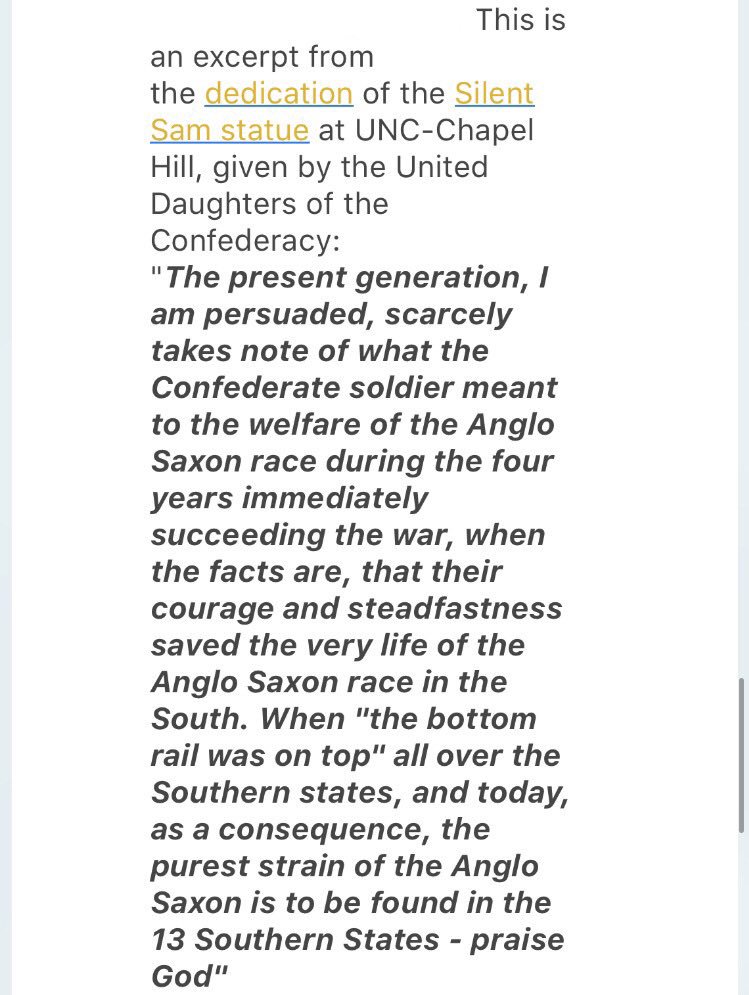 This is
an excerpt from
the dedication of the Silent
Sam statue at UNC-Chapel
Hill, given by the United
Daughters of the
Confederacy:
"The present generation, I
am persuaded, scarcely
takes note of what the
Confederate soldier meant
to the welfare of the Anglo
Saxon race during the four
years immediately
succeeding the war, when
the facts are, that their
courage and steadfastness
saved the very life of the
Anglo Saxon race in the
South. When "the bottom
rail was on top" all over the
Southern states, and today,
as a consequence, the
purest strain of the Anglo
Saxon is to be found in the
13 Southern States - praise
God"